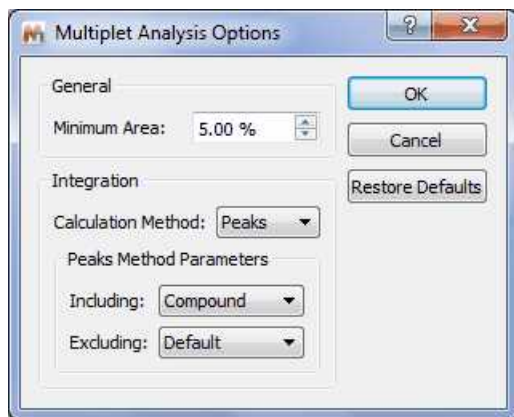 Multiplet Analysis Options
General
Minimum Area: 5.00 %
OK
Cancel
Restore Defaults
Integration
Calculation Method: Peaks
Peaks Method Parameters
Including: Compound
Excluding: Default